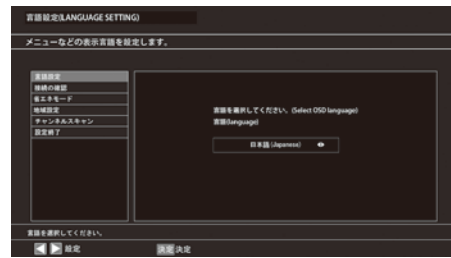 言語設定(LANGUAGE SETTING)
メニューなどの表示言語を設定します。
言語設定
接続の確認
省エネモード
地域設定
チャンネルスキャン
設定終了
言語を選択してください。(Select OSD language)
言語(language)
日本語 (Japanese)
言語を選択してください。
設定
決定 決定